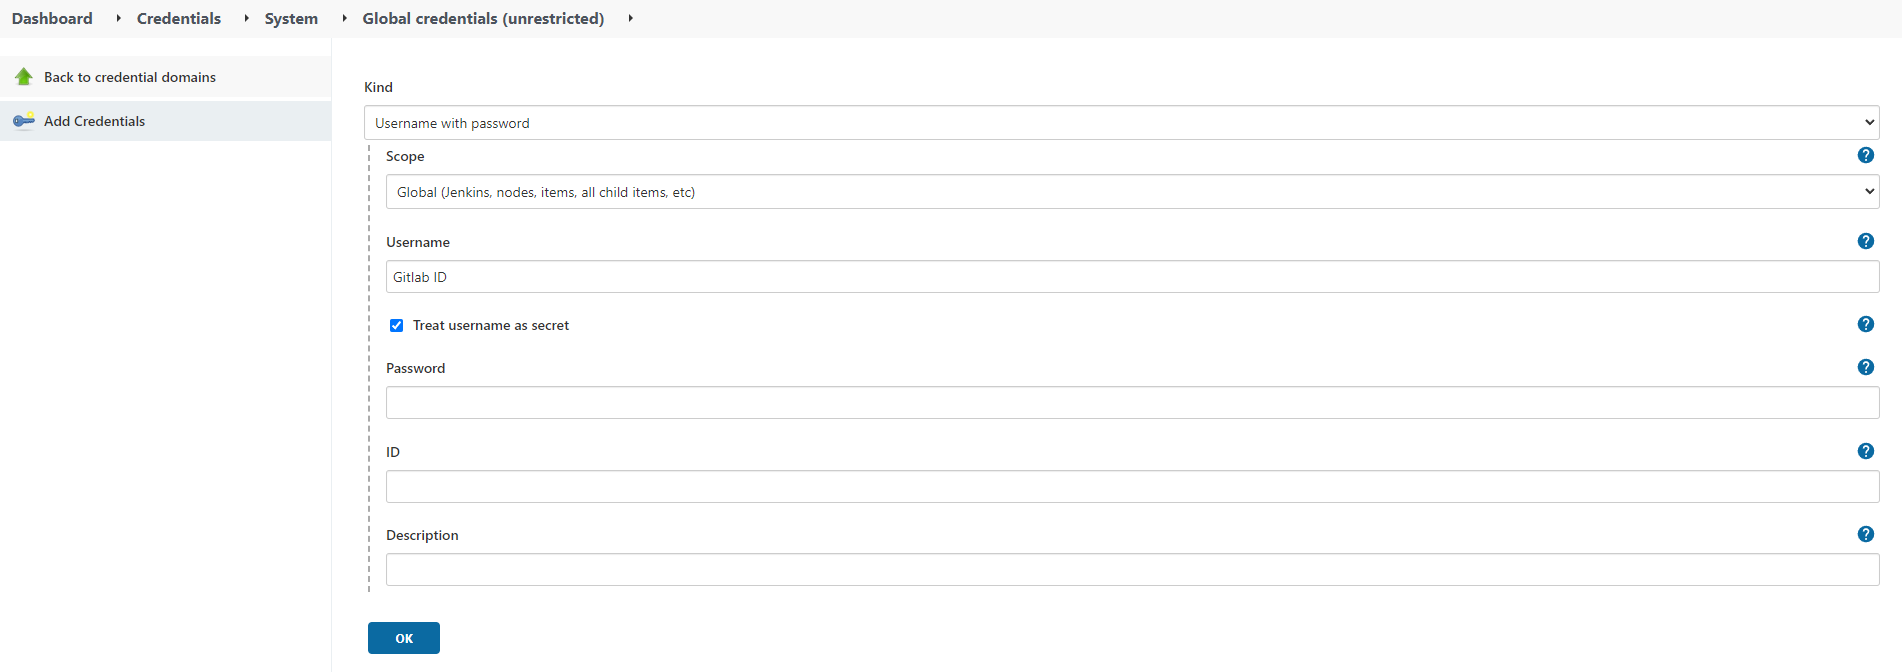 Dashboard Credentials System Global credentials (unrestricted)
Back to credential domains
Add Credentials
Kind
Username with password
Scope
Global (Jenkins, nodes, items, all child items, etc)
Username
Gitlab ID
Treat username as secret
Password
ID
Description
OK